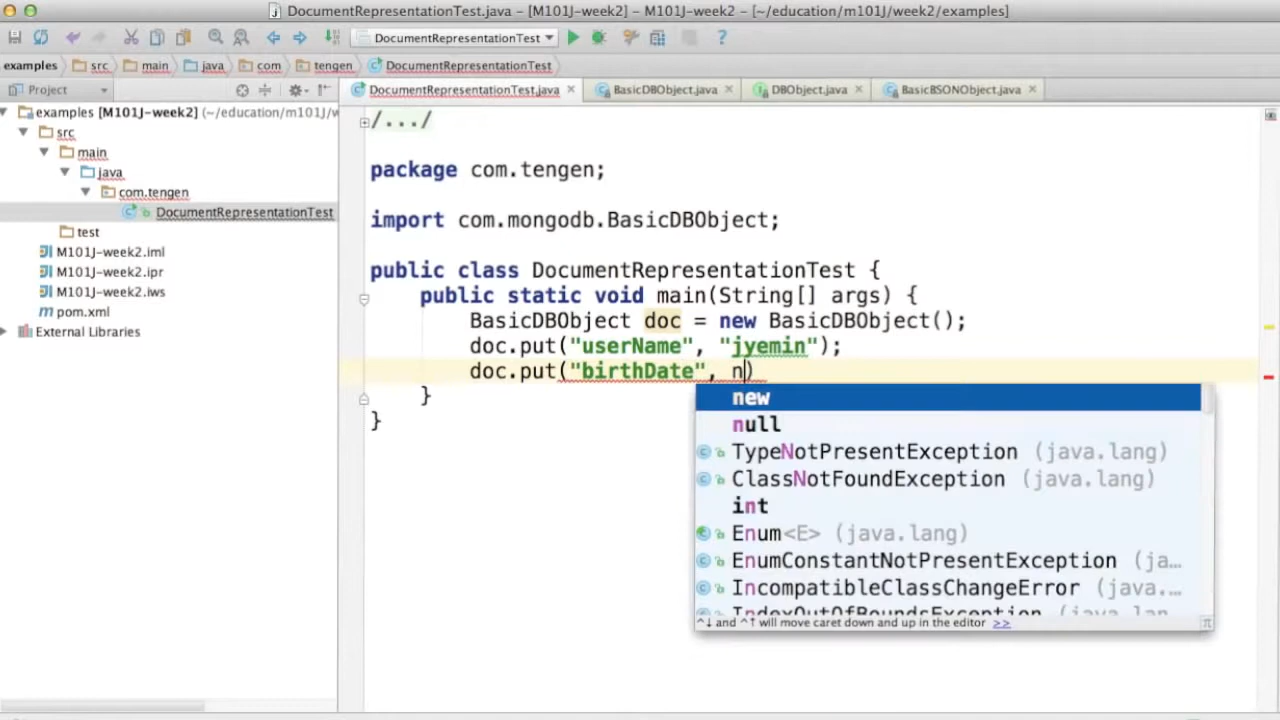 DocumentRepresentationTest.java – [M101J-week2] – M101J-week2 – [~/education/m101J/week2/examples]
DocumentRepresentationTest
examples src main java com tengen DocumentRepresentationTest
Project DocumentRepresentationTest.java BasicDBObject.java DBObject.java BasicBSONObject.java
examples [M101J-week2] (~/education/m101J/w
src
main
java
com.tengen
DocumentRepresentationTest
test
M101J-week2.iml
M101J-week2.ipr
M101J-week2.iws
pom.xml
External Libraries
/.../
package com.tengen;
import com.mongodb.BasicDBObject;
public class DocumentRepresentationTest {
public static void main(String[] args) {
BasicDBObject doc = new BasicDBObject();
doc.put("userName", "jyemin");
doc.put("birthDate", n)
}
}
new
null
TypeNotPresentException (java.lang)
ClassNotFoundException (java.lang)
int
Enum<E> (java.lang)
EnumConstantNotPresentException (ja...
IncompatibleClassChangeError (java....
IndexOutOfBoundsException (java.lan
^↓ and ^↑ will move caret down and up in the editor >>
π